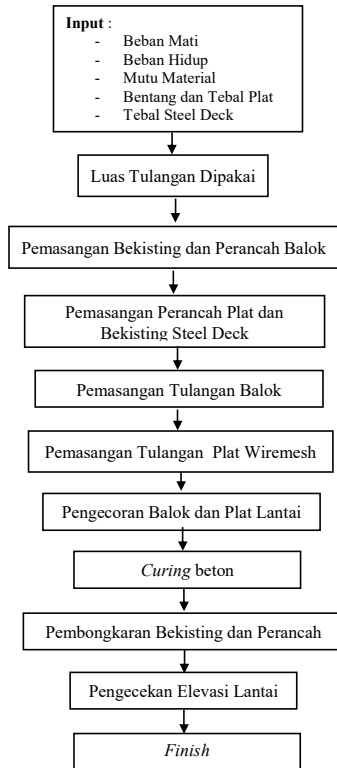 Input :
- Beban Mati
- Beban Hidup
- Mutu Material
- Bentang dan Tebal Plat
- Tebal Steel Deck
Luas Tulangan Dipakai
Pemasangan Bekisting dan Perancah Balok
Pemasangan Perancah Plat dan
Bekisting Steel Deck
Pemasangan Tulangan Balok
Pemasangan Tulangan Plat Wiremesh
Pengecoran Balok dan Plat Lantai
Curing beton
Pembongkaran Bekisting dan Perancah
Pengecekan Elevasi Lantai
Finish